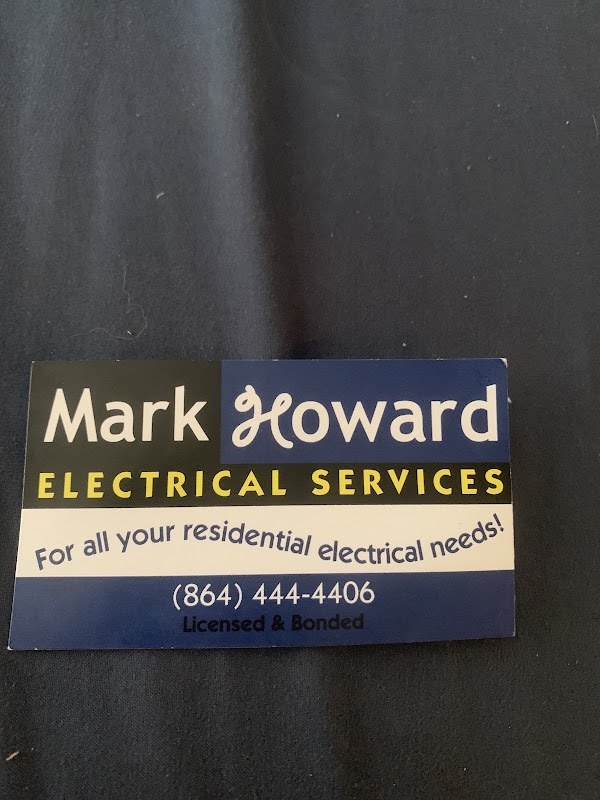 Mark Howard
ELECTRICAL SERVICES
For all your residential electrical needs!
(864) 444-4406
Licensed & Bonded